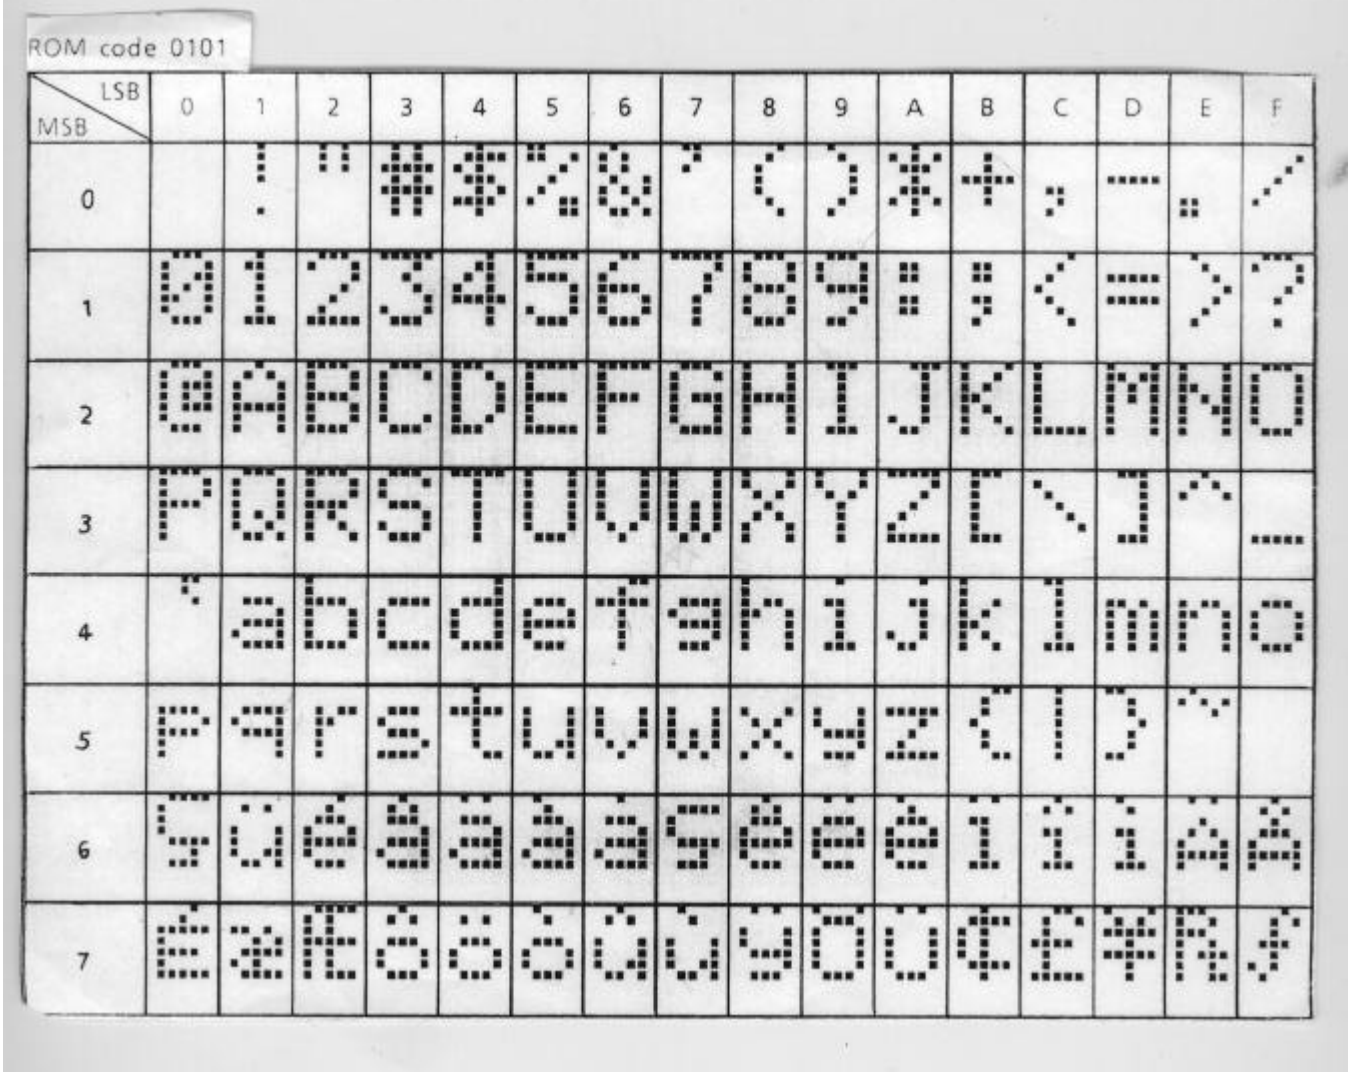 ROM code 0101
LSB 0 1 2 3 4 5 6 7 8 9 A B C D E F
MSB
0 ! " # $ % & ' ( ) * + , - . /
1 0 1 2 3 4 5 6 7 8 9 : ; < = > ?
2 @ A B C D E F G H I J K L M N O
3 P Q R S T U V W X Y Z [ \ ] ^ _
4 ` a b c d e f g h i j k l m n o
5 p q r s t u v w x y z { | } ~
6 Ç ü é â ä à å ç ê ë è ï î ì Ä Å
7 É æ Æ ô ö ò û ù ÿ Ö Ü ¢ £ ¥ ƒ